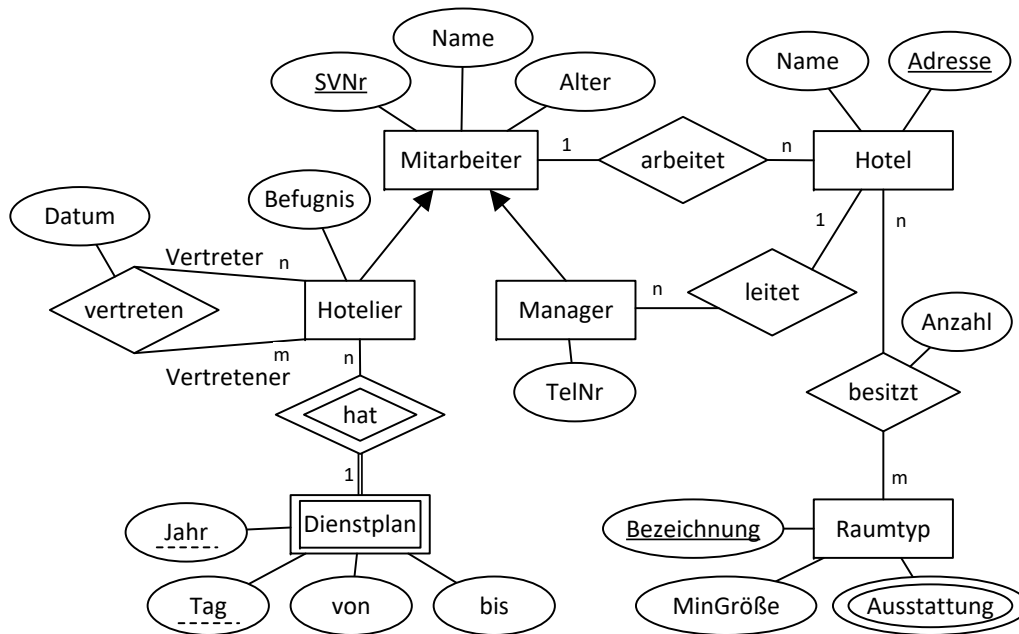 Name
SVNr
Alter
Name
Adresse
Mitarbeiter
1
arbeitet
n
Hotel
Datum
Befugnis
Vertreter
n
1
n
vertreten
Hotelier
Manager
n
leitet
m
Vertretener
n
TelNr
Anzahl
hat
besitzt
1
m
Jahr
Dienstplan
Bezeichnung
Raumtyp
Tag
von
bis
MinGröße
Ausstattung